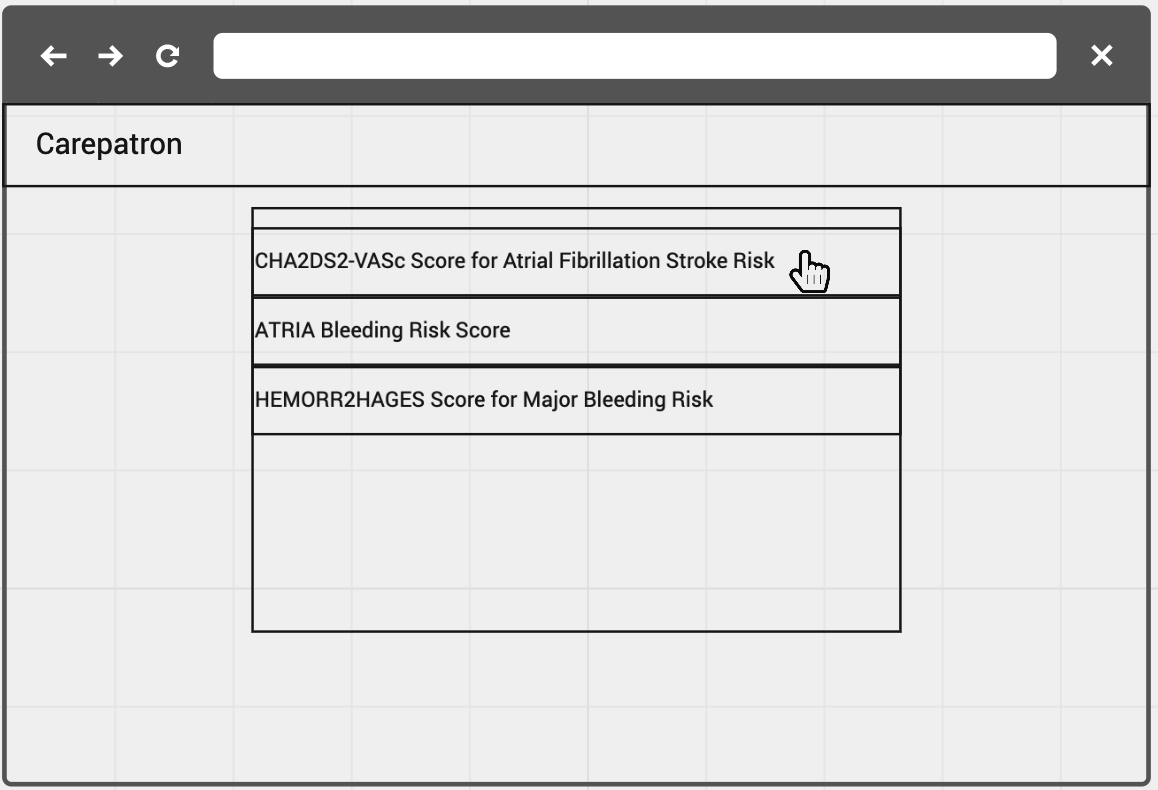 Carepatron
CHA2DS2-VASc Score for Atrial Fibrillation Stroke Risk
ATRIA Bleeding Risk Score
HEMORR2HAGES Score for Major Bleeding Risk